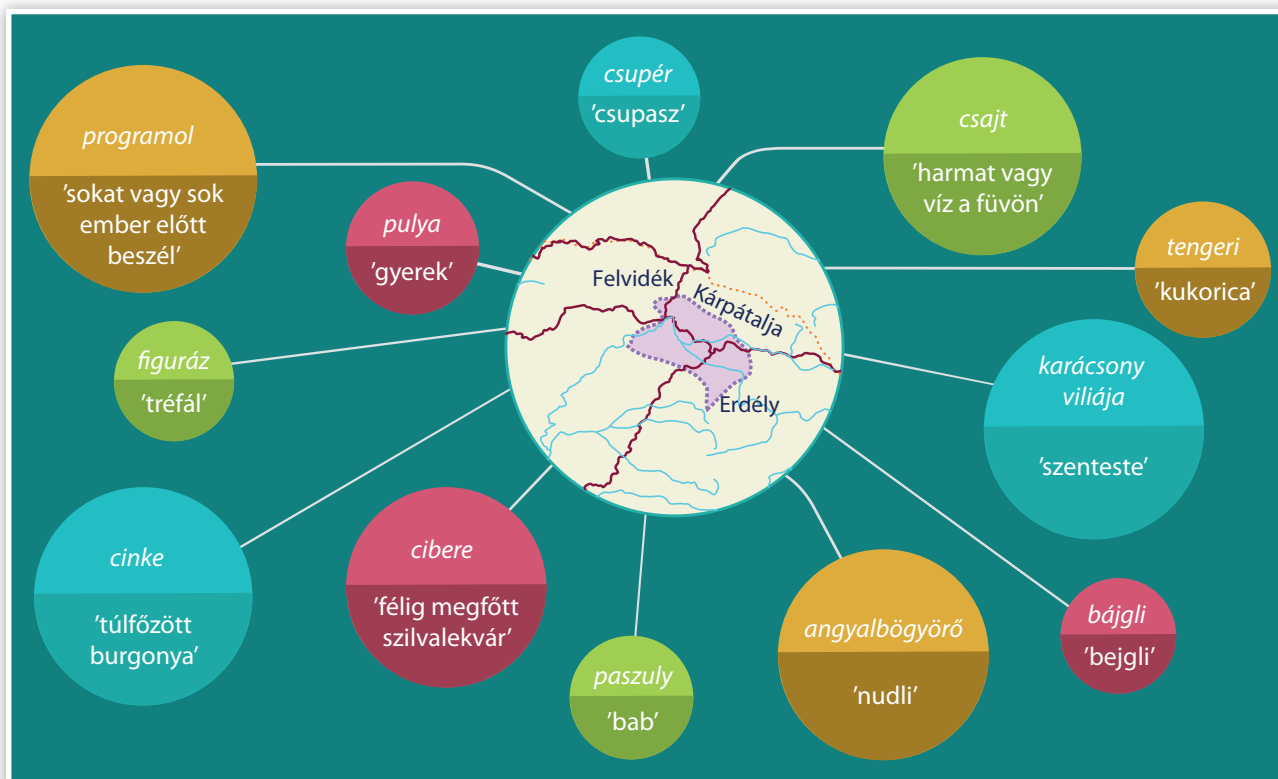 csupér
'csupasz'
programol
'sokat vagy sok
ember előtt
beszél'
csajt
'harmat vagy
víz a füvön'
pulya
'gyerek'
tengeri
'kukorica'
Felvidék
Kárpátalja
Erdély
figuráz
'tréfál'
karácsony
viliája
'szenteste'
cinke
'túlfőzött
burgonya'
cibere
'félig megfőtt
szilvalekvár'
paszuly
'bab'
angyalbögyörő
'nudli'
bájgli
'bejgli'